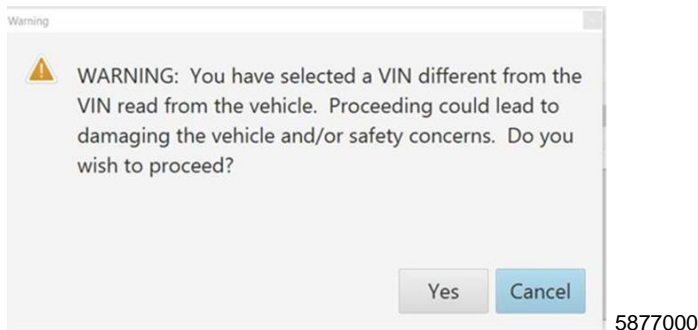 Warning
WARNING: You have selected a VIN different from the
VIN read from the vehicle. Proceeding could lead to
damaging the vehicle and/or safety concerns. Do you
wish to proceed?
Yes Cancel
5877000